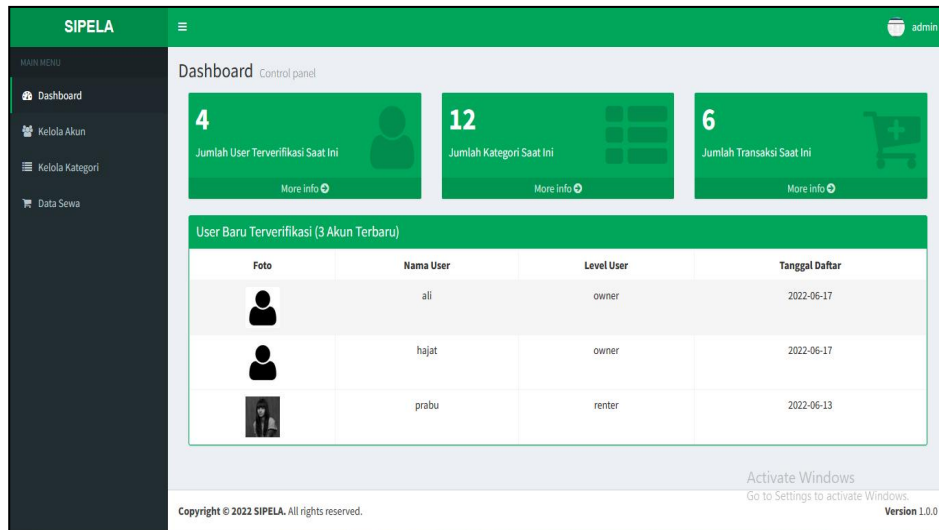 SIPELA
admin
MAIN MENU
Dashboard
Kelola Akun
Kelola Kategori
Data Sewa
Dashboard Control panel
4
Jumlah User Terverifikasi Saat Ini
More info
12
Jumlah Kategori Saat Ini
More info
6
Jumlah Transaksi Saat Ini
More info
User Baru Terverifikasi (3 Akun Terbaru)
Foto Nama User Level User Tanggal Daftar
ali owner 2022-06-17
hajat owner 2022-06-17
prabu renter 2022-06-13
Activate Windows
Go to Settings to activate Windows.
Copyright © 2022 SIPELA. All rights reserved.
Version 1.0.0